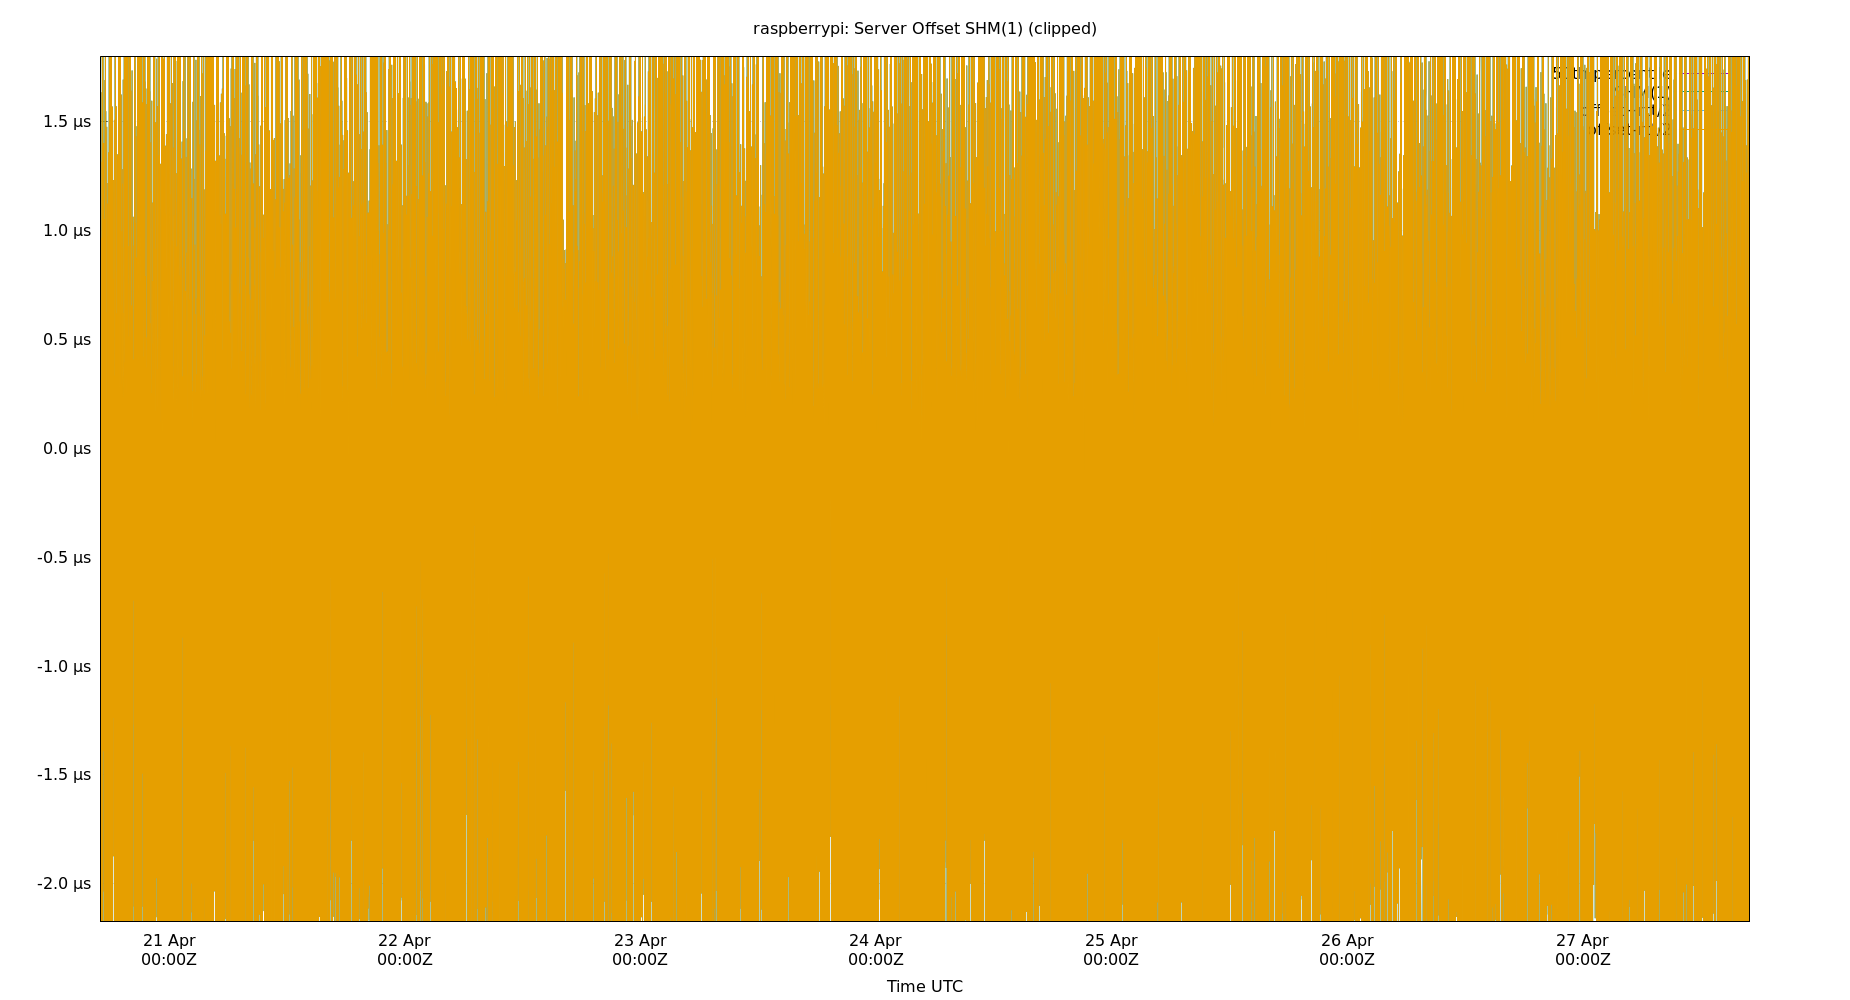 raspberrypi: Server Offset SHM(1) (clipped)
1.5 µs
1.0 µs
0.5 µs
0.0 µs
-0.5 µs
-1.0 µs
-1.5 µs
-2.0 µs
21 Apr 22 Apr 23 Apr 24 Apr 25 Apr 26 Apr 27 Apr
00:00Z 00:00Z 00:00Z 00:00Z 00:00Z 00:00Z 00:00Z
Time UTC